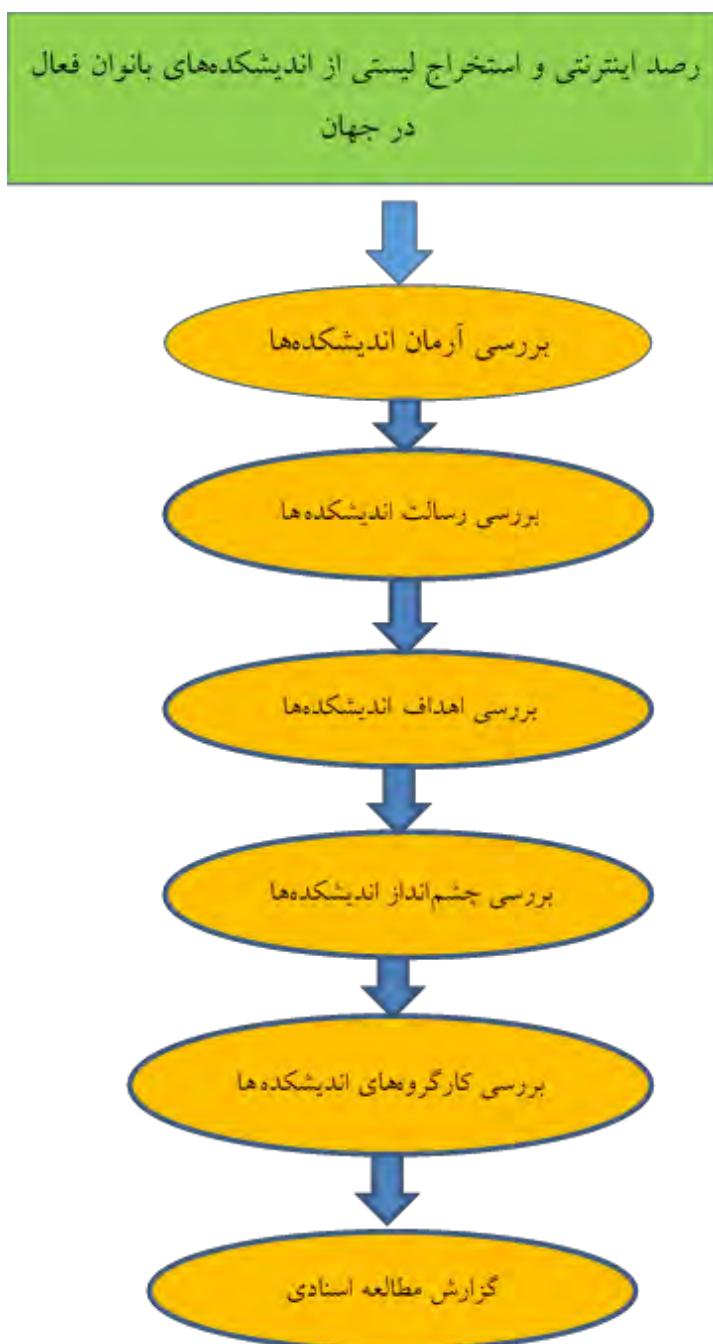 رصد اینترنتی و استخراج لیستی از اندیشکده‌های بانوان فعال
در جهان
بررسی آرمان اندیشکده‌ها
بررسی رسالت اندیشکده‌ها
بررسی اهداف اندیشکده‌ها
بررسی چشم‌انداز اندیشکده‌ها
بررسی کارگروه‌های اندیشکده‌ها
گزارش مطالعه اسنادی